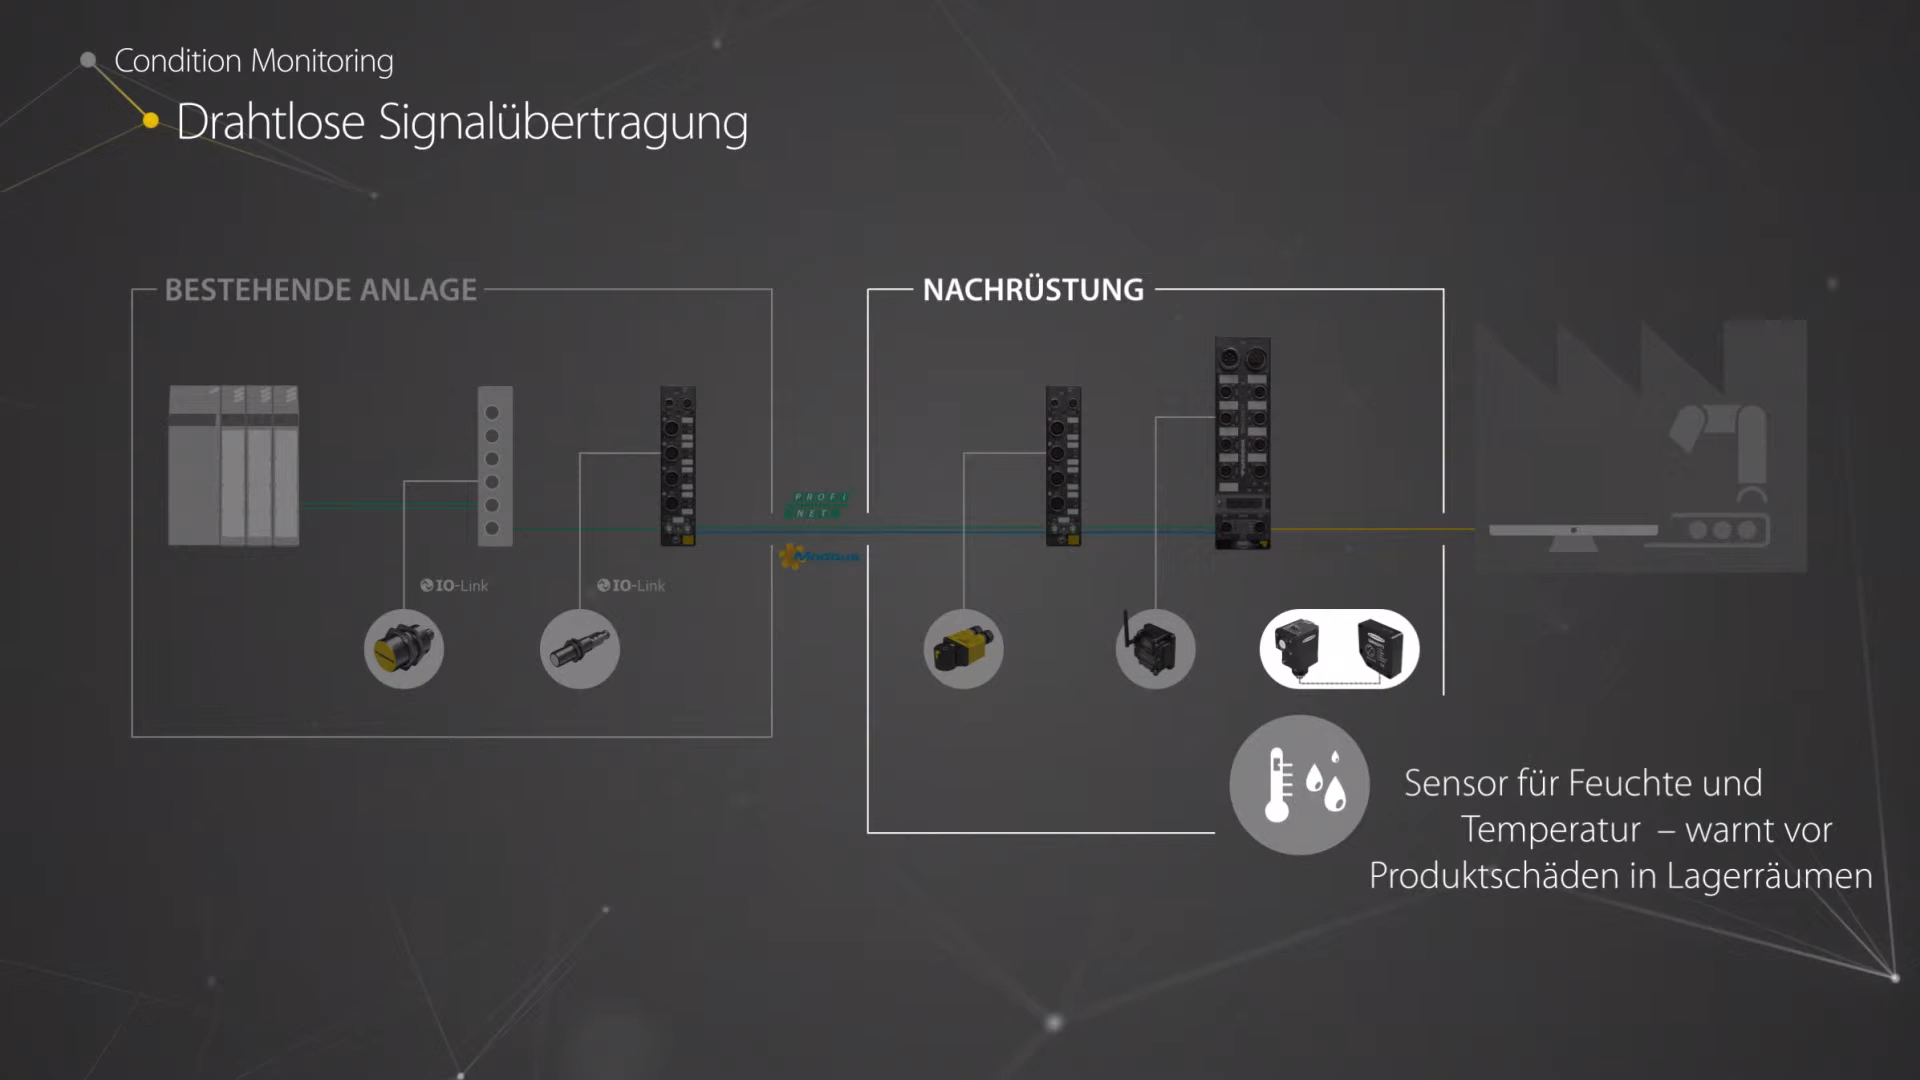 Condition Monitoring
Drahtlose Signalübertragung
BESTEHENDE ANLAGE
NACHRÜSTUNG
PROFI
NET
Modbus
IO-Link
IO-Link
Sensor für Feuchte und
Temperatur – warnt vor
Produktschäden in Lagerräumen